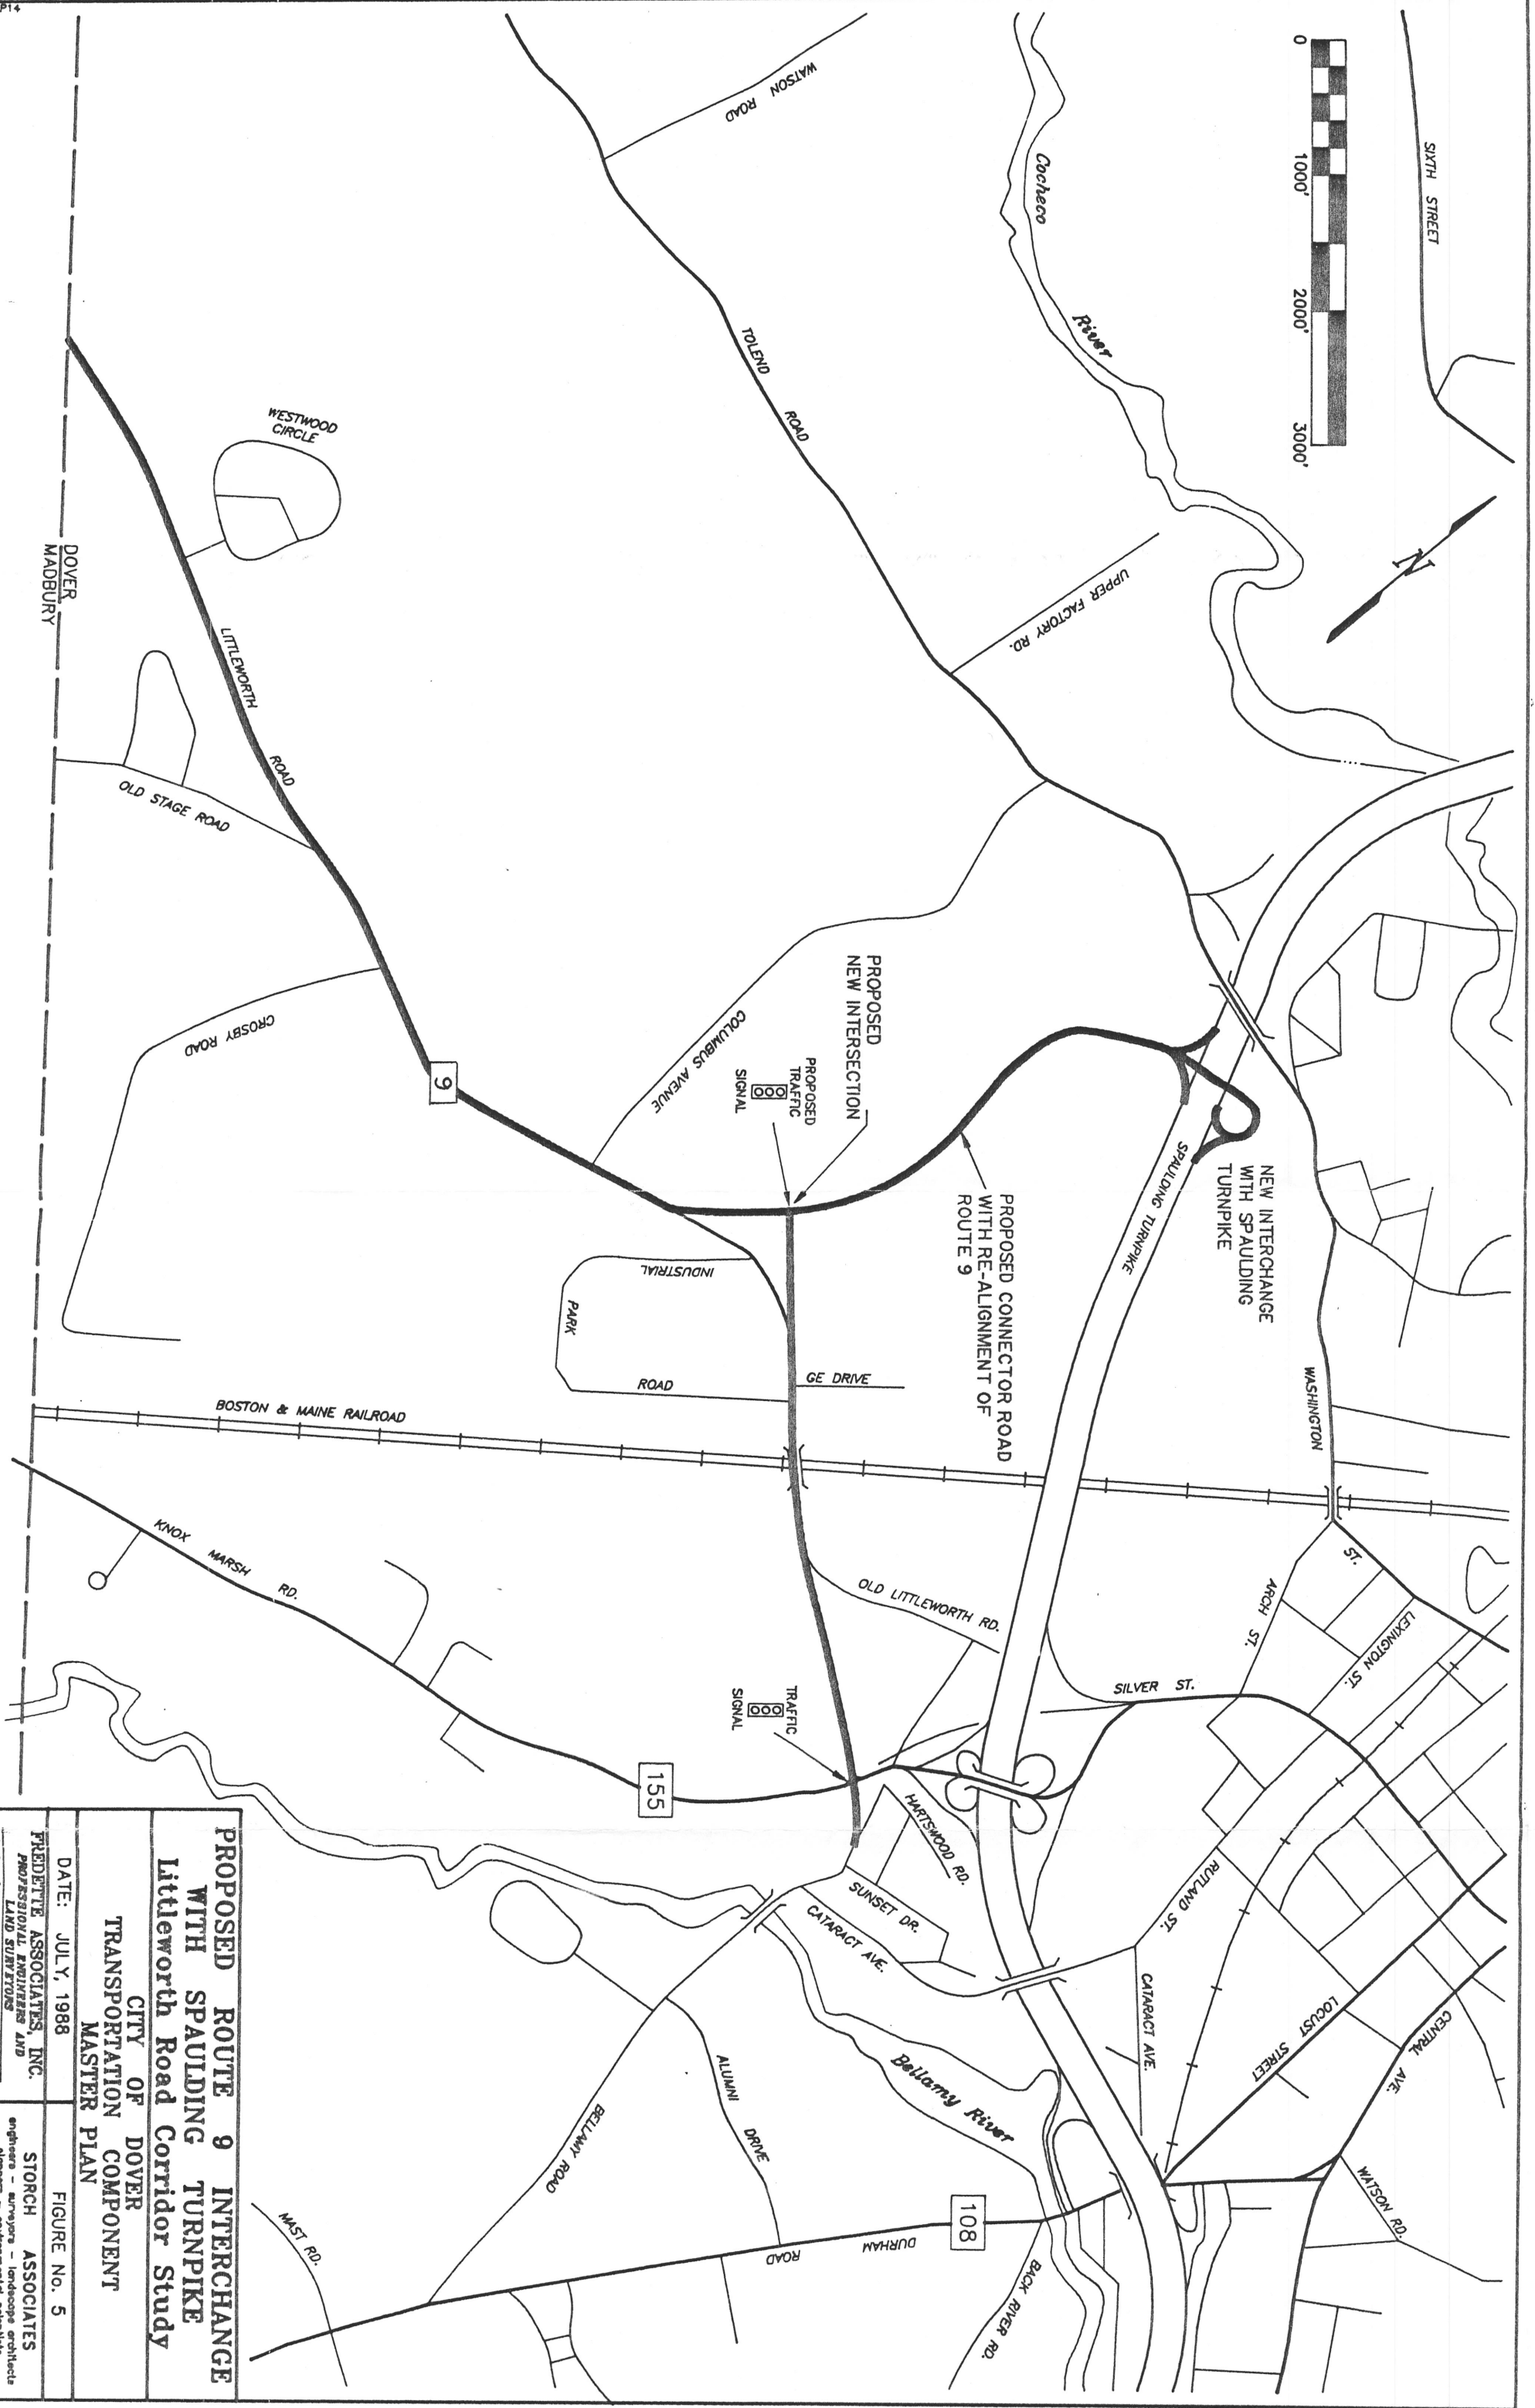 P14
SIXTH STREET
0 1000' 2000' 3000'
N
WATSON ROAD
Cocheco
River
TOLEND
ROAD
UPPER FACTORY RD.
WESTWOOD
CIRCLE
DOVER
MADBURY
LITTLEWORTH
ROAD
OLD STAGE ROAD
CROSBY ROAD
9
COLUMBUS AVENUE
PROPOSED
NEW INTERSECTION
PROPOSED
TRAFFIC
SIGNAL
PROPOSED CONNECTOR ROAD
WITH RE-ALIGNMENT OF
ROUTE 9
NEW INTERCHANGE
WITH SPAULDING
TURNPIKE
SPAULDING TURNPIKE
WASHINGTON
ST.
INDUSTRIAL
PARK
ROAD
GE DRIVE
BOSTON & MAINE RAILROAD
KNOX MARSH RD.
OLD LITTLEWORTH RD.
ARCH ST.
LEXINGTON ST.
SILVER ST.
TRAFFIC
SIGNAL
155
HARTSWOOD RD.
SUNSET DR.
CATARACT AVE.
RUTLAND ST.
CATARACT AVE.
LOCUST
STREET
CENTRAL AVE.
WATSON RD.
Bellamy River
ALUMNI
DRIVE
BELLAMY ROAD
108
DURHAM
ROAD
BACK RIVER RD.
MAST RD.
PROPOSED ROUTE 9 INTERCHANGE
WITH SPAULDING TURNPIKE
Littleworth Road Corridor Study
CITY OF DOVER
TRANSPORTATION COMPONENT
MASTER PLAN
DATE: JULY, 1988
FIGURE No. 5
FREDETTE ASSOCIATES, INC.
PROFESSIONAL ENGINEERS AND
LAND SURVEYORS
STORCH ASSOCIATES
engineers - surveyors - landscape architects